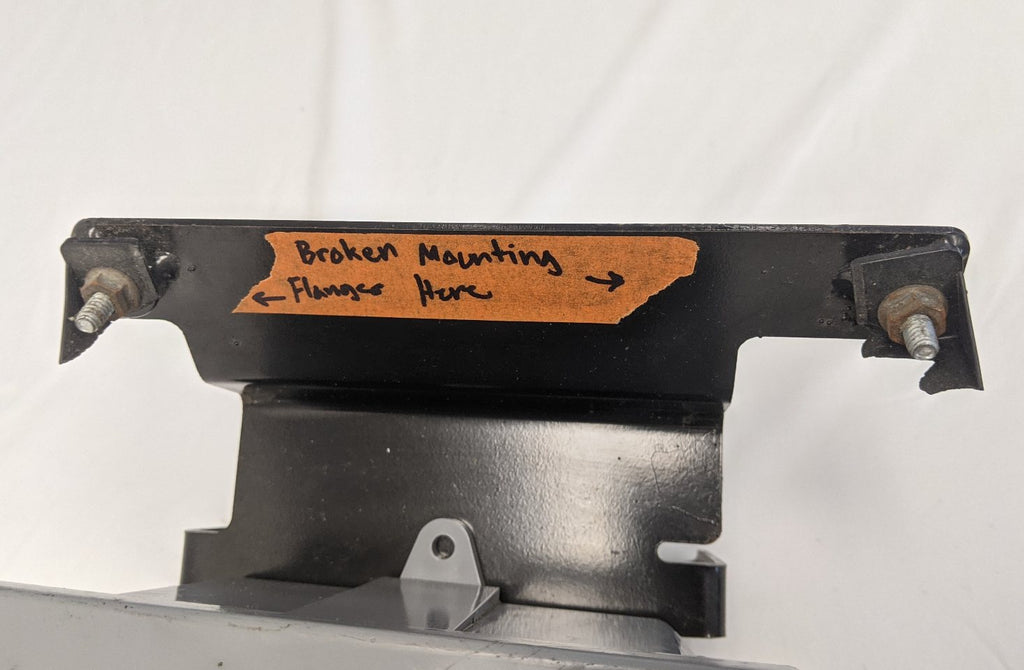 Broken Mounting
← Flanges Here →